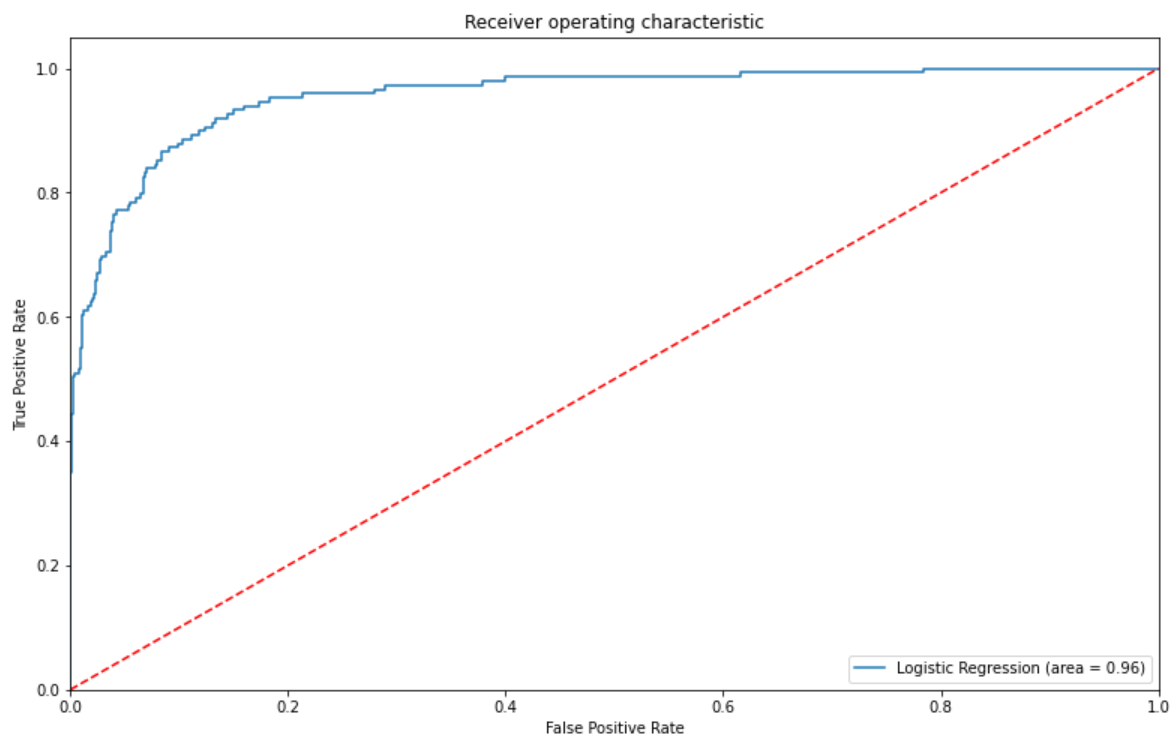 Receiver operating characteristic
1.0
0.8
0.6
0.4
0.2
0.0
True Positive Rate
0.0 0.2 0.4 0.6 0.8 1.0
False Positive Rate
Logistic Regression (area = 0.96)